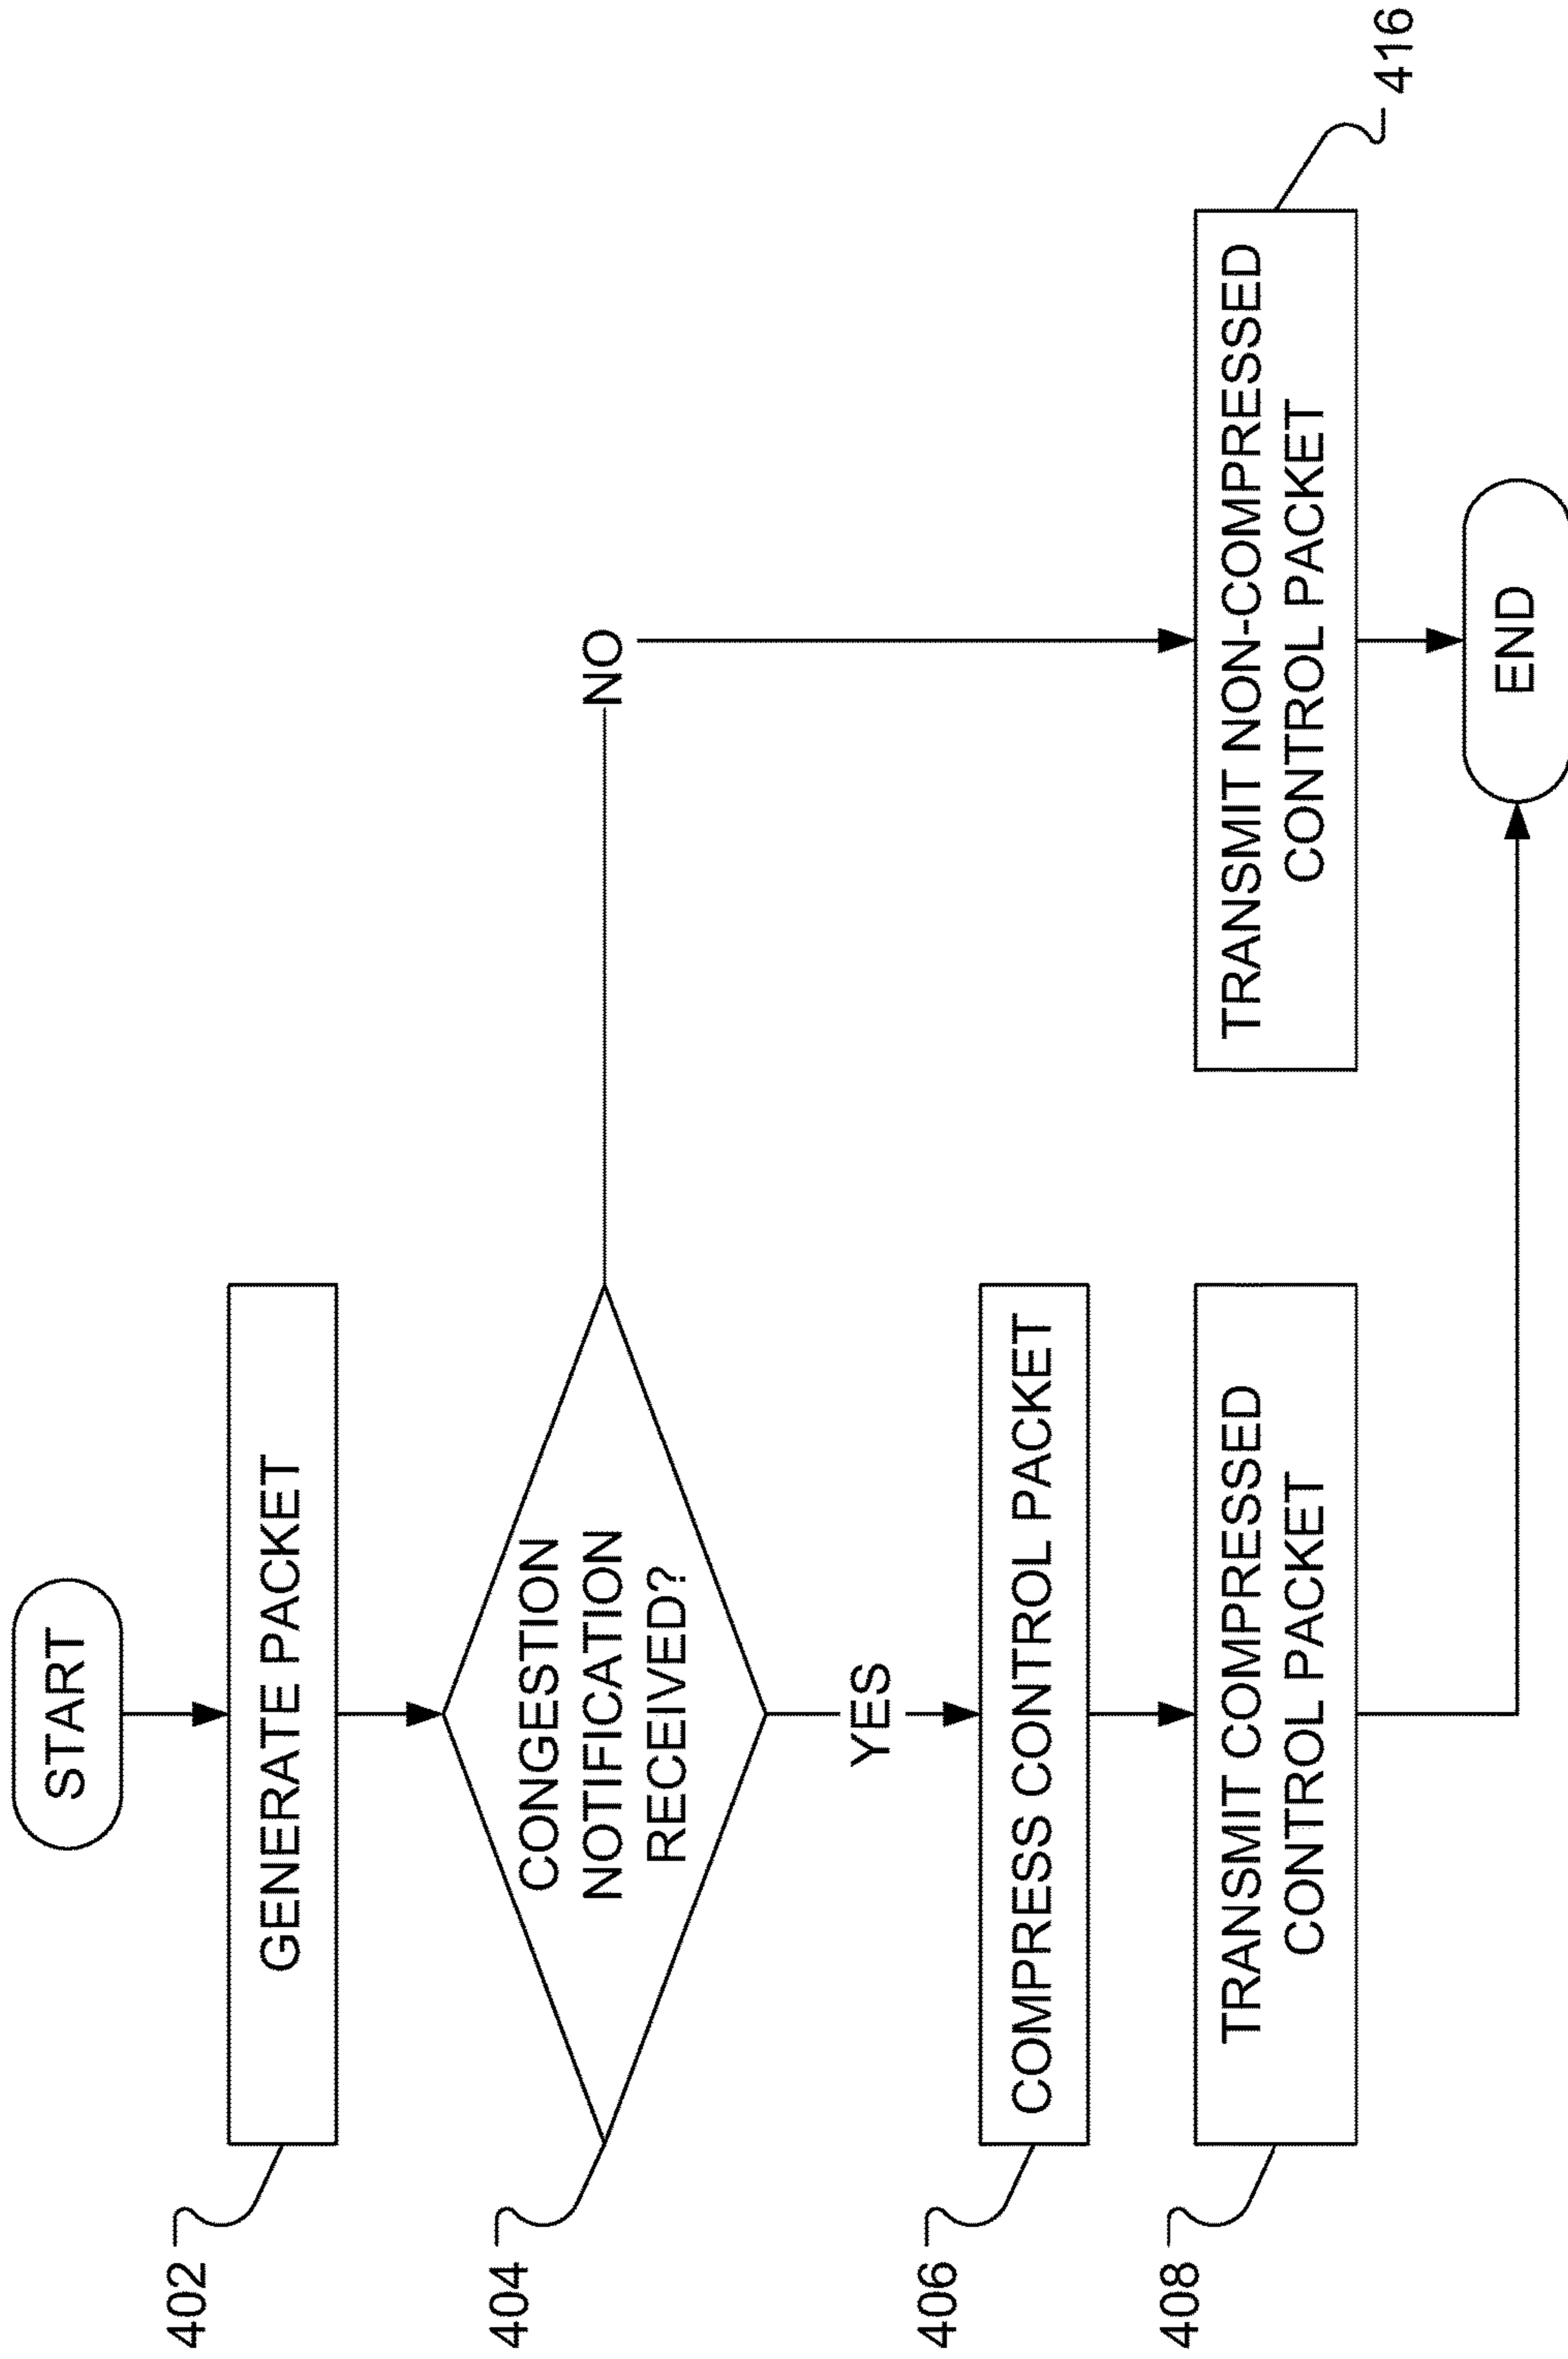 START
402
GENERATE PACKET
404
CONGESTION
NOTIFICATION
RECEIVED?
NO
YES
406
COMPRESS CONTROL PACKET
408
TRANSMIT COMPRESSED
CONTROL PACKET
TRANSMIT NON-COMPRESSED
CONTROL PACKET
416
END